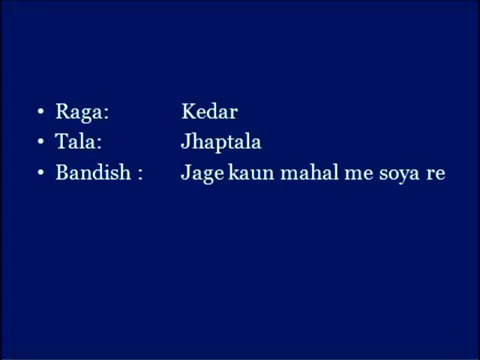 • Raga: Kedar
• Tala: Jhaptala
• Bandish : Jage kaun mahal me soya re